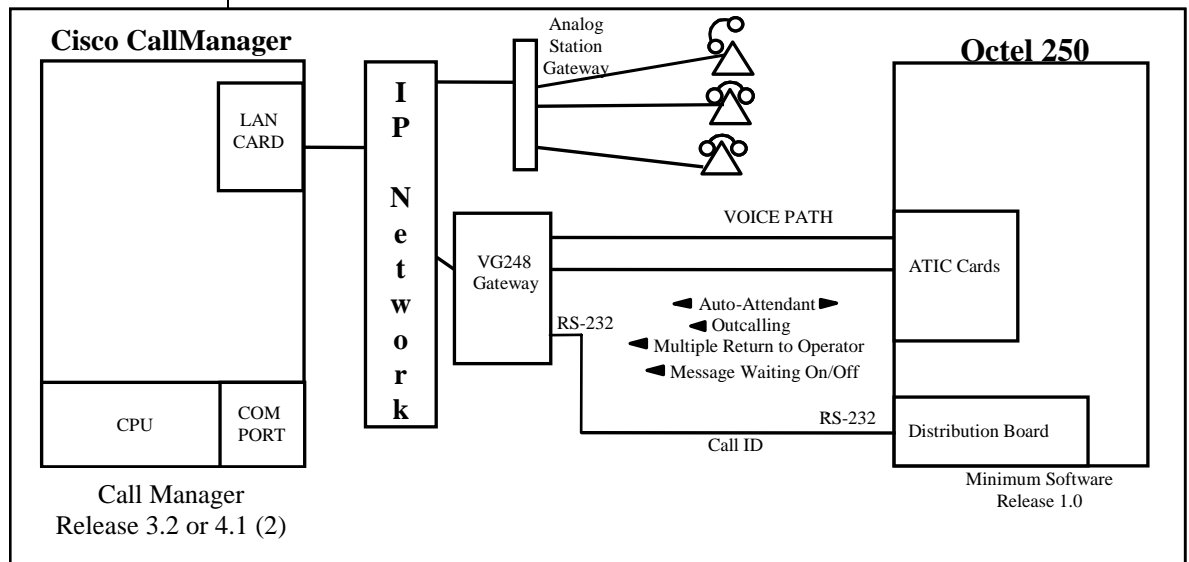 Cisco CallManager
LAN
CARD
CPU
COM
PORT
Call Manager
Release 3.2 or 4.1 (2)
IP Network
Analog
Station
Gateway
VG248
Gateway
RS-232
VOICE PATH
Auto-Attendant
Outcalling
Multiple Return to Operator
Message Waiting On/Off
RS-232
Call ID
Octel 250
ATIC Cards
Distribution Board
Minimum Software
Release 1.0